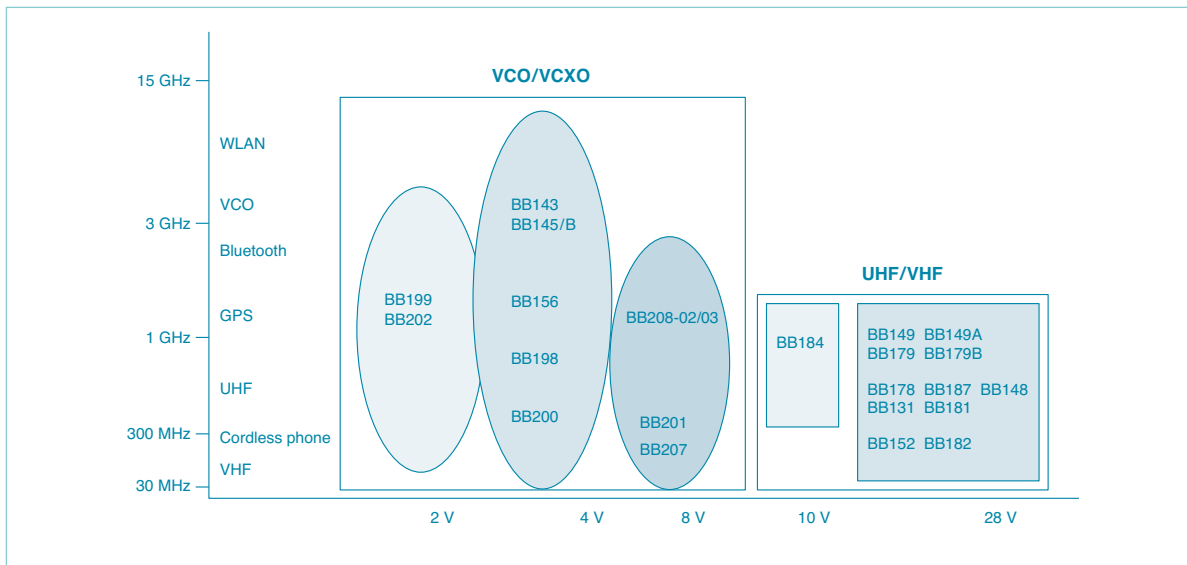 15 GHz
WLAN
VCO
3 GHz
Bluetooth
GPS
1 GHz
UHF
300 MHz
Cordless phone
VHF
30 MHz
VCO/VCXO
BB199
BB202
BB143
BB145/B
BB156
BB198
BB200
BB208-02/03
BB201
BB207
UHF/VHF
BB184
BB149 BB149A
BB179 BB179B
BB178 BB187 BB148
BB131 BB181
BB152 BB182
2 V 4 V 8 V 10 V 28 V